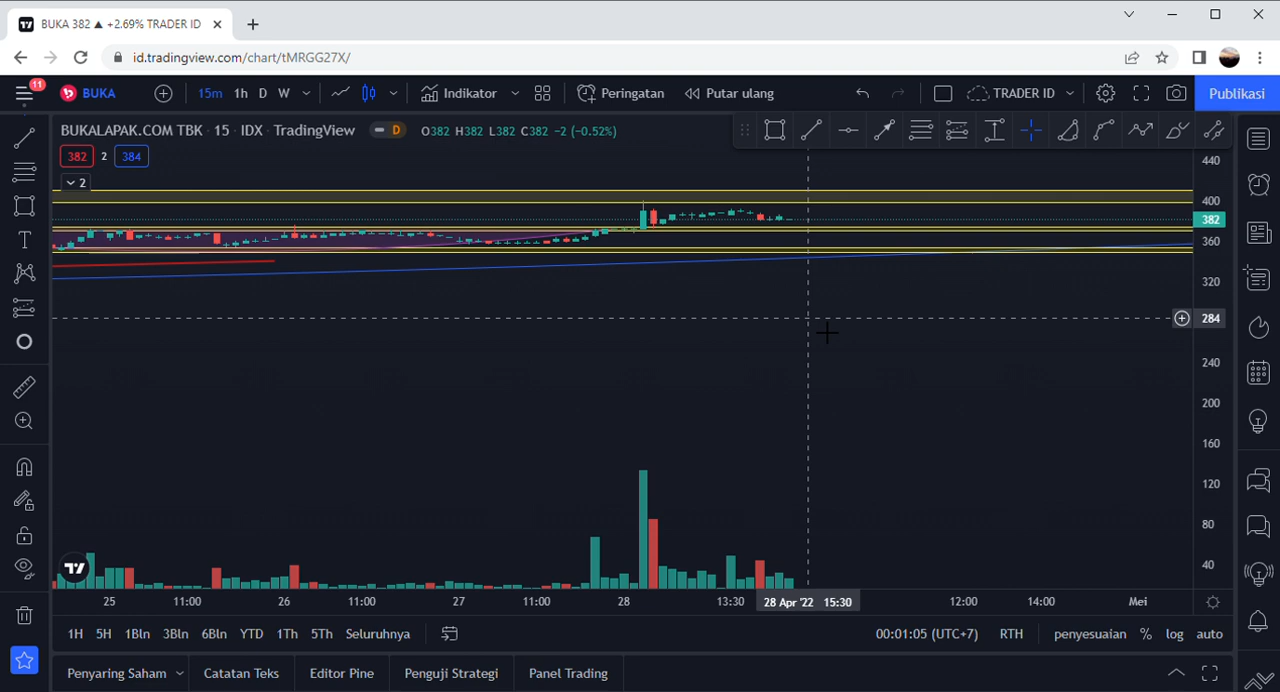 BUKA 382 ▲ +2.69% TRADER ID
id.tradingview.com/chart/tMRGG27X/
11
BUKA
15m 1h D W
Indikator
Peringatan
Putar ulang
TRADER ID
Publikasi
BUKALAPAK.COM TBK · 15 · IDX · TradingView
D
O382 H382 L382 C382 −2 (−0.52%)
382 2 384
2
440
400
382
360
320
284
240
200
160
120
80
40
25 11:00 26 11:00 27 11:00 28 13:30 28 Apr '22 15:30 12:00 14:00 Mei
1H 5H 1Bln 3Bln 6Bln YTD 1Th 5Th Seluruhnya
00:01:05 (UTC+7) RTH penyesuaian % log auto
Penyaring Saham Catatan Teks Editor Pine Penguji Strategi Panel Trading